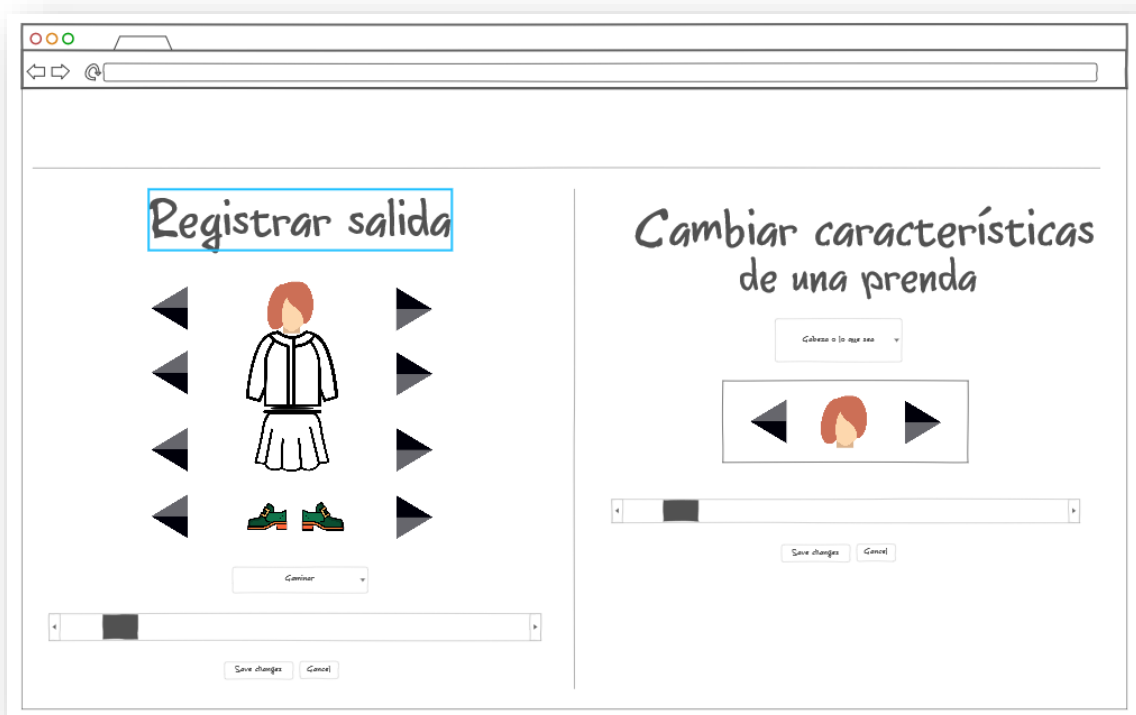 Registrar salida
Caminar
Save changes
Cancel
Cambiar características
de una prenda
Cabeza o lo que sea
Save changes
Cancel